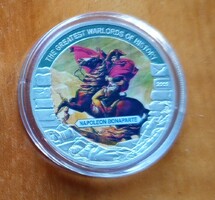 THE GREATEST WARLORDS OF HISTORY
NAPOLEON BONAPARTE